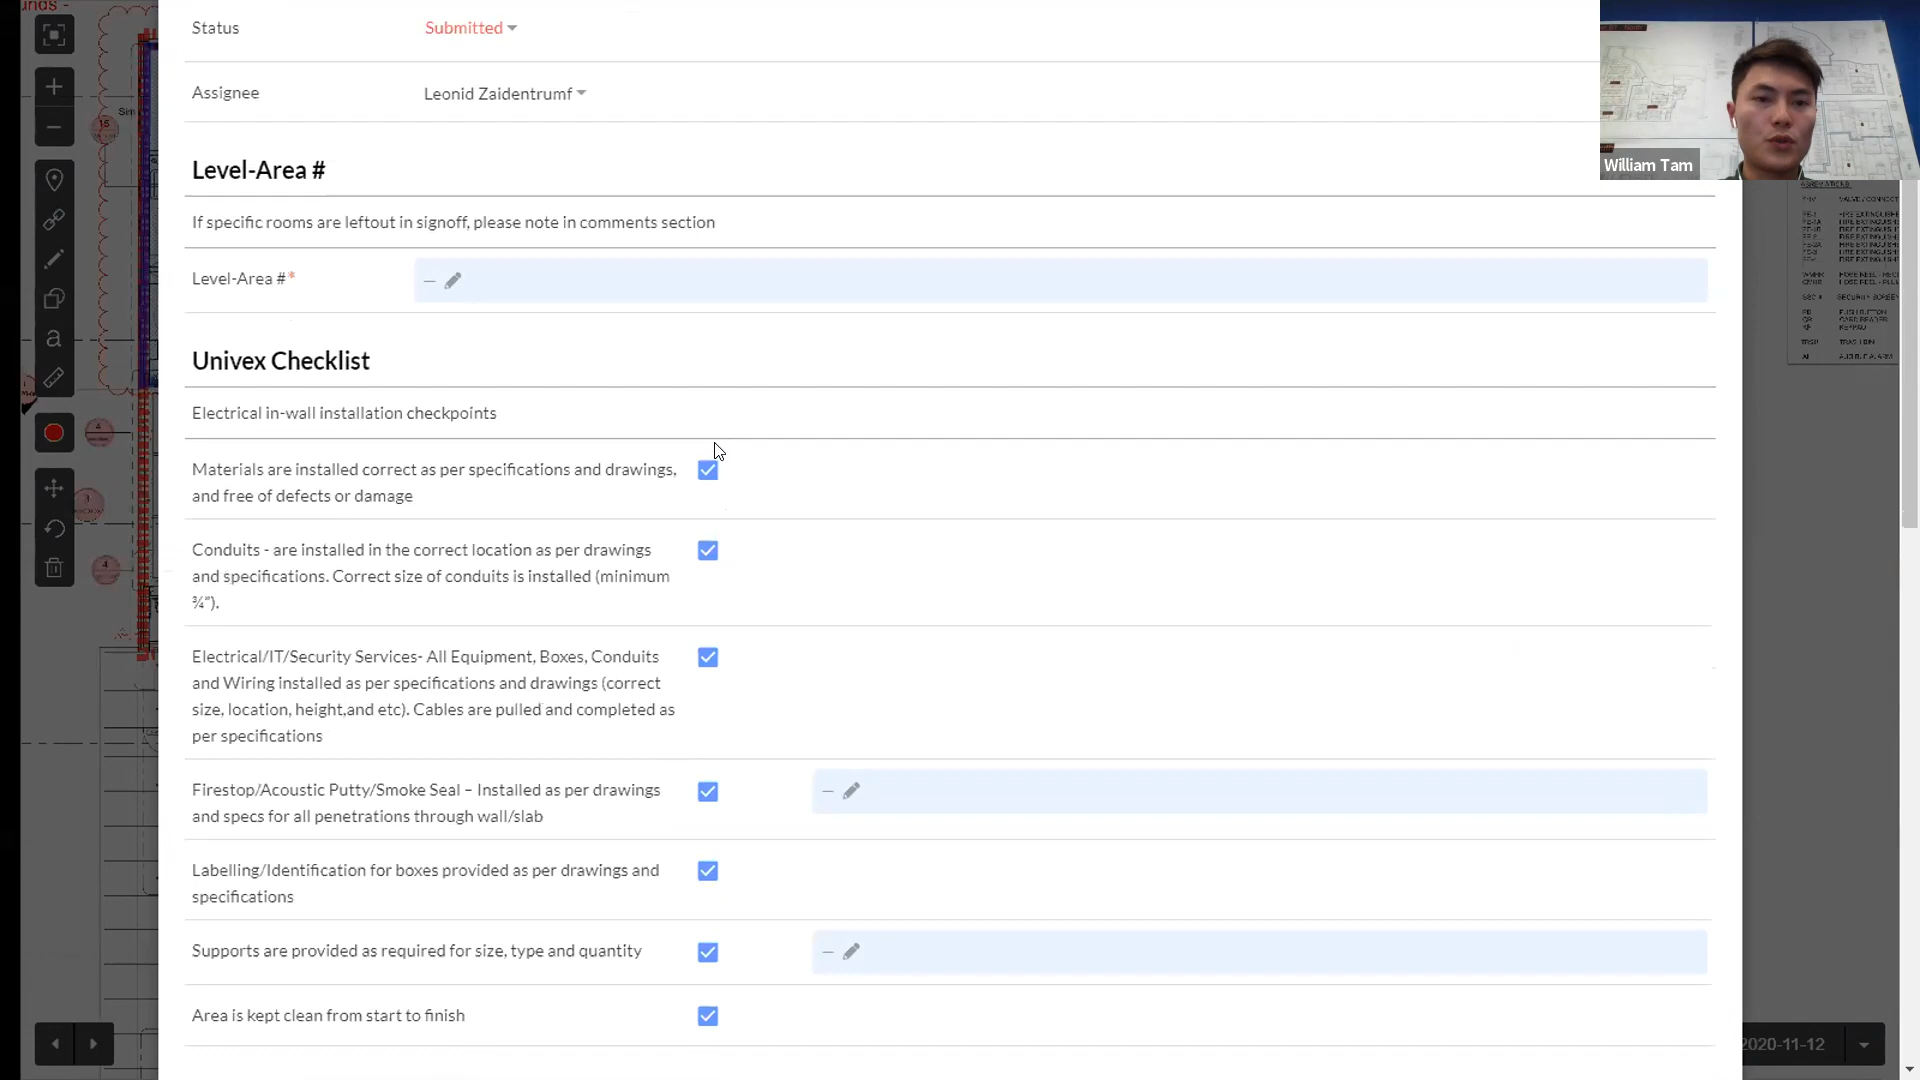 Status
Submitted
Assignee
Leonid Zaidentrumf
William Tam
Level-Area #
If specific rooms are leftout in signoff, please note in comments section
Level-Area #*
–
Univex Checklist
Electrical in-wall installation checkpoints
Materials are installed correct as per specifications and drawings,
and free of defects or damage
Conduits - are installed in the correct location as per drawings
and specifications. Correct size of conduits is installed (minimum
¾").
Electrical/IT/Security Services- All Equipment, Boxes, Conduits
and Wiring installed as per specifications and drawings (correct
size, location, height,and etc). Cables are pulled and completed as
per specifications
Firestop/Acoustic Putty/Smoke Seal – Installed as per drawings
and specs for all penetrations through wall/slab
–
Labelling/Identification for boxes provided as per drawings and
specifications
Supports are provided as required for size, type and quantity
–
Area is kept clean from start to finish
a
Sim
15
4
3
4
2020-11-12